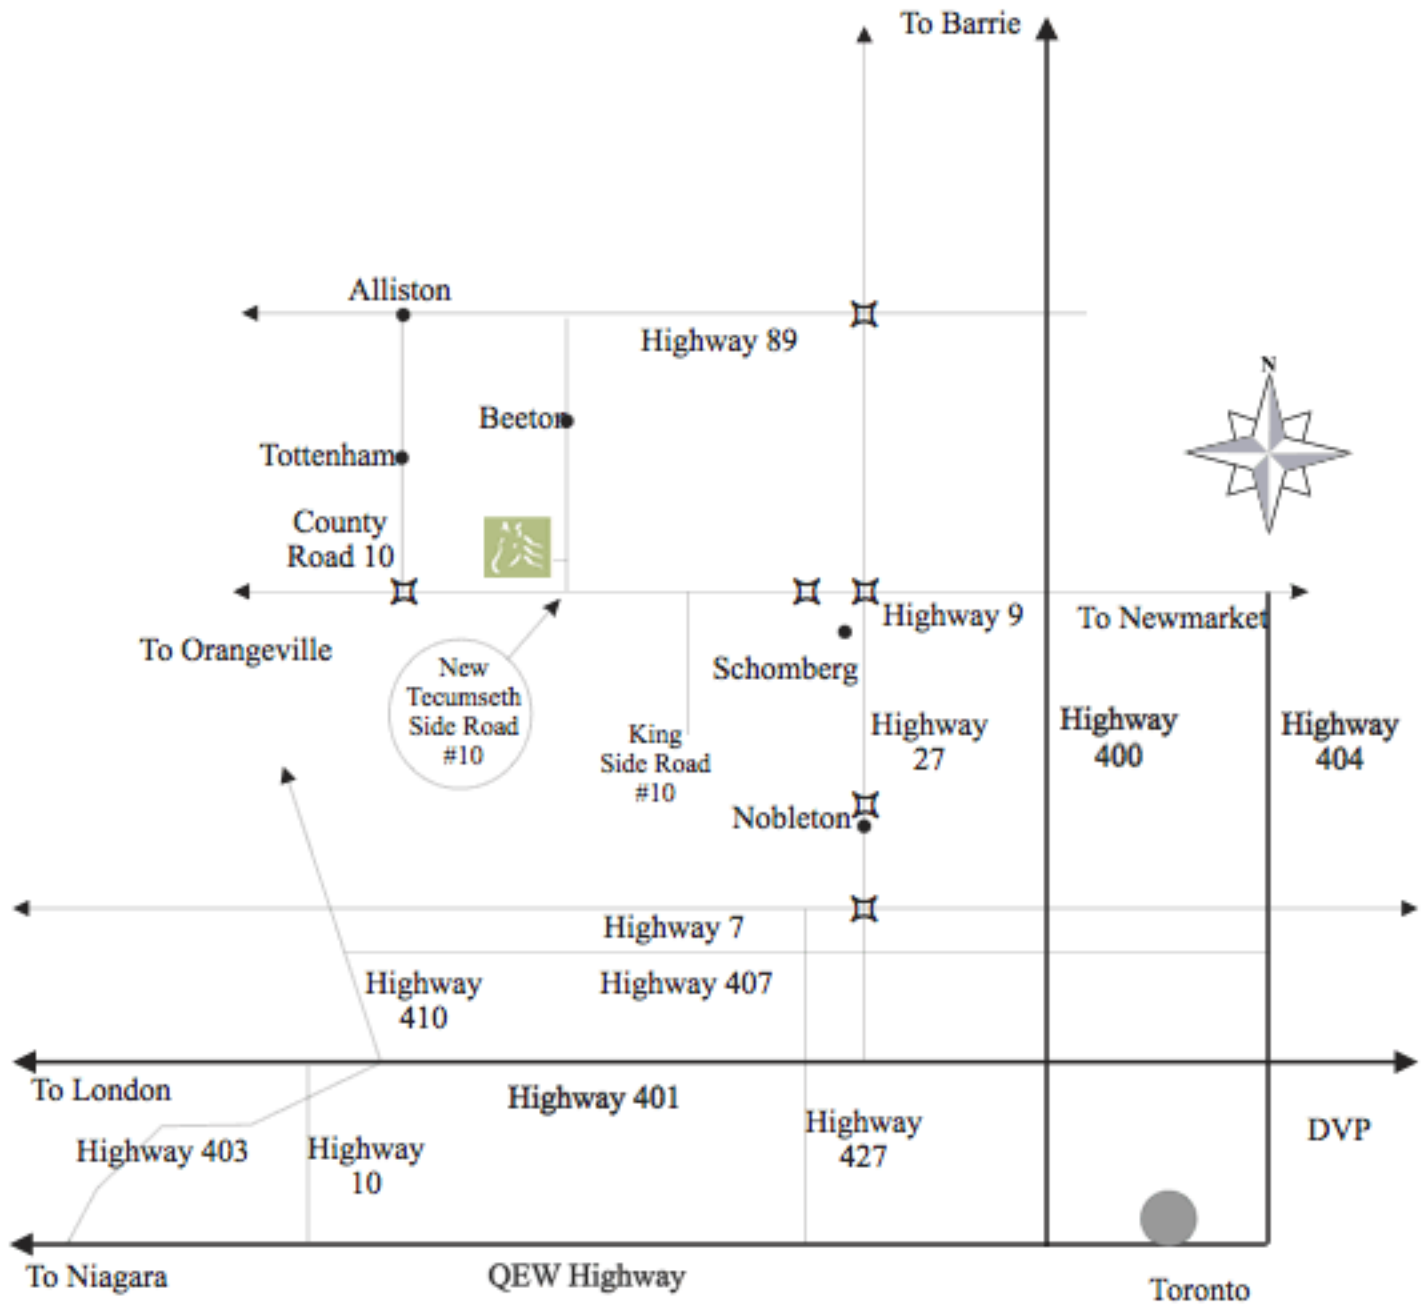 To Barrie
Alliston
Highway 89
N
Beeton
Tottenham
County
Road 10
Highway 9
To Newmarket
To Orangeville
New
Tecumseth
Side Road
#10
Schomberg
King
Side Road
#10
Highway
27
Highway
400
Highway
404
Nobleton
Highway 7
Highway
410
Highway 407
To London
Highway 401
Highway 403
Highway
10
Highway
427
DVP
To Niagara
QEW Highway
Toronto